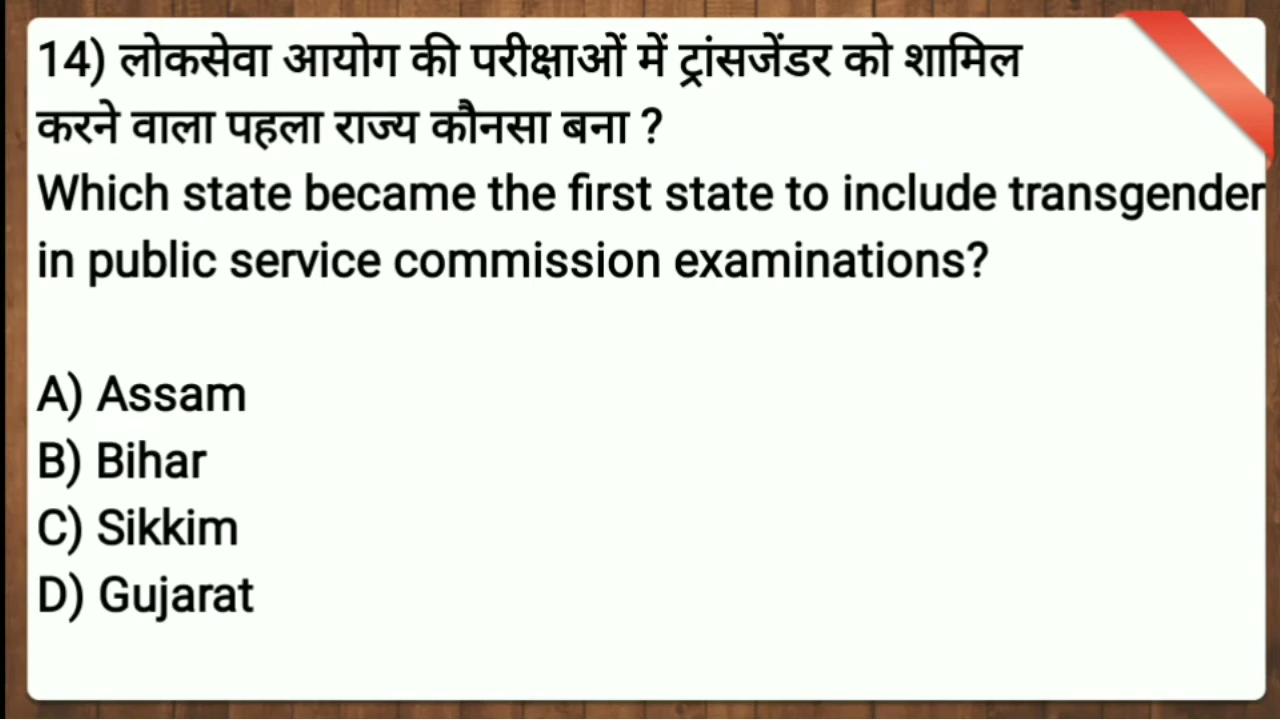 14) लोकसेवा आयोग की परीक्षाओं में ट्रांसजेंडर को शामिल
करने वाला पहला राज्य कौनसा बना ?
Which state became the first state to include transgender
in public service commission examinations?
A) Assam
B) Bihar
C) Sikkim
D) Gujarat